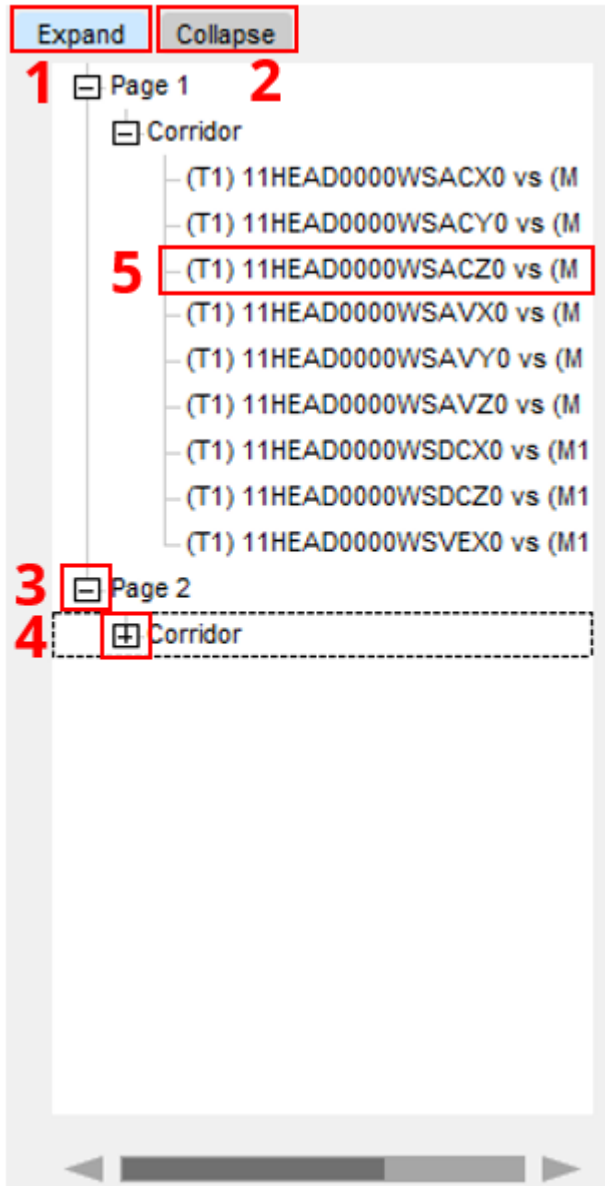 Expand Collapse
1 Page 1 2
Corridor
(T1) 11HEAD0000WSACX0 vs (M
(T1) 11HEAD0000WSACY0 vs (M
5 (T1) 11HEAD0000WSACZ0 vs (M
(T1) 11HEAD0000WSAVX0 vs (M
(T1) 11HEAD0000WSAVY0 vs (M
(T1) 11HEAD0000WSAVZ0 vs (M
(T1) 11HEAD0000WSDCX0 vs (M1
(T1) 11HEAD0000WSDCZ0 vs (M1
(T1) 11HEAD0000WSVEX0 vs (M1
3 Page 2
4 Corridor